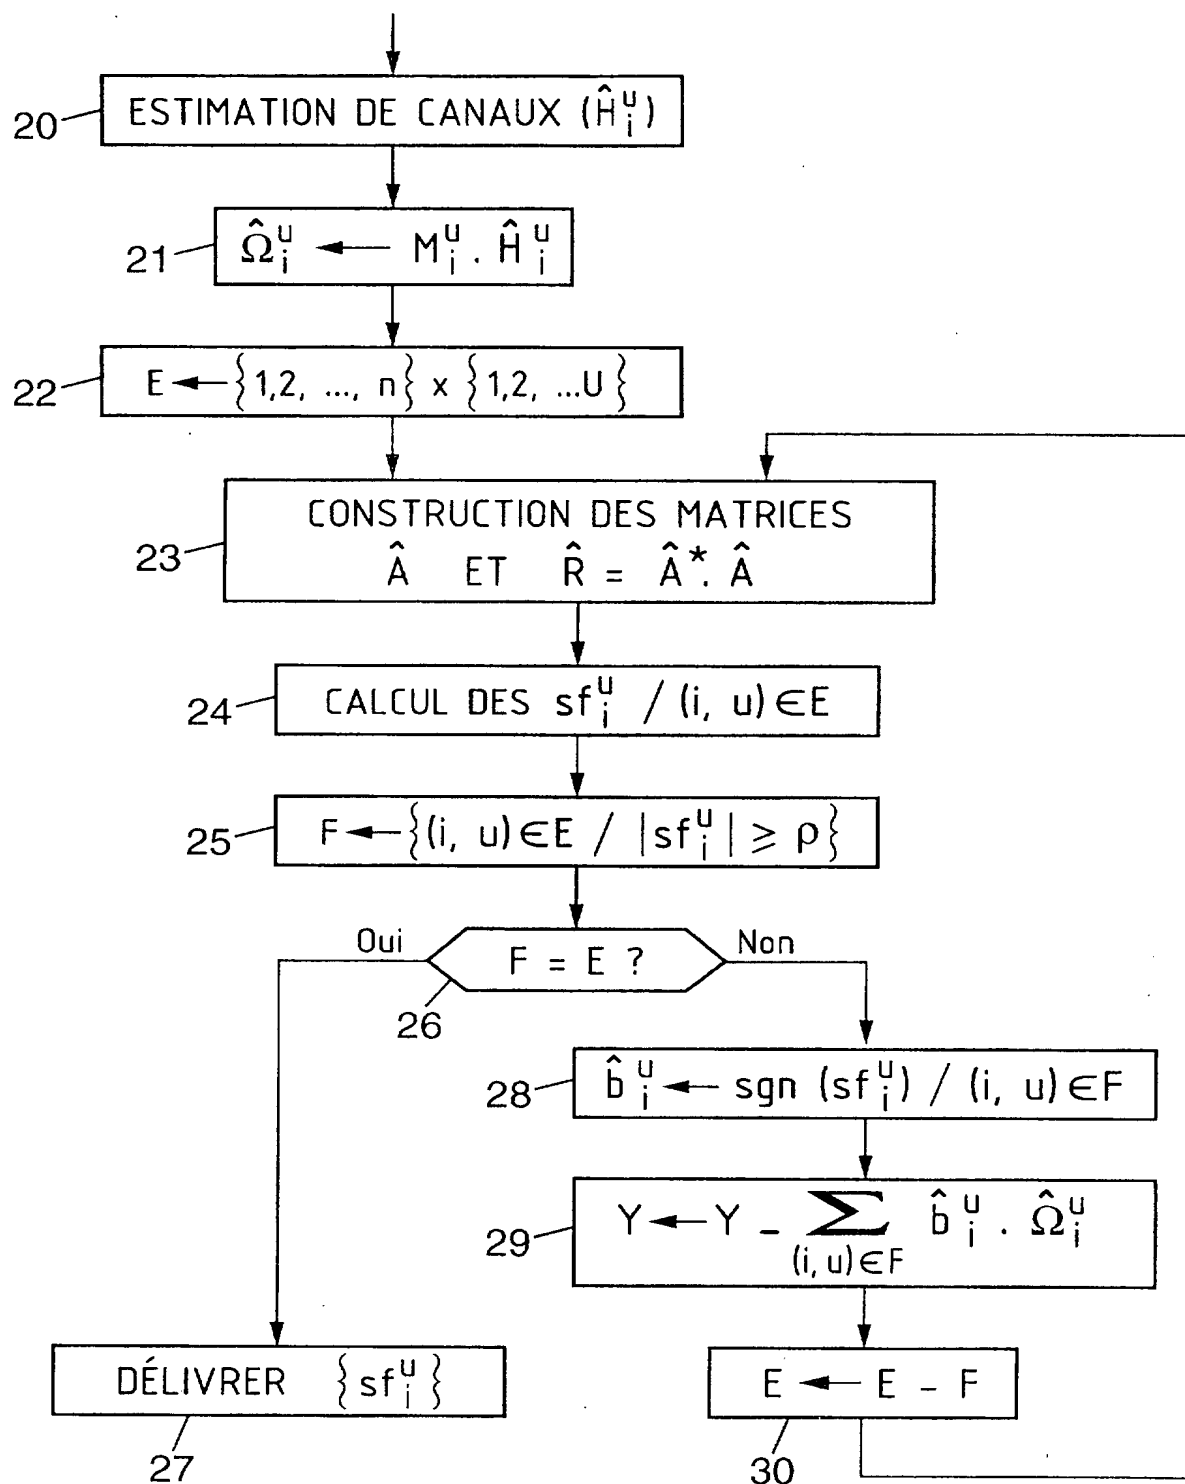 20 ESTIMATION DE CANAUX (Ĥᵢᵘ)
21 Ω̂ᵢᵘ ← Mᵢᵘ . Ĥᵢᵘ
22 E ← {1,2, ..., n} x {1,2, ...U}
CONSTRUCTION DES MATRICES
23 Â ET R̂ = Â* . Â
24 CALCUL DES sfᵢᵘ / (i, u) ∈ E
25 F ← {(i, u) ∈ E / |sfᵢᵘ| ⩾ ρ}
Oui F = E ? Non
26
28 b̂ᵢᵘ ← sgn (sfᵢᵘ) / (i, u) ∈ F
29 Y ← Y - Σ b̂ᵢᵘ . Ω̂ᵢᵘ
(i, u) ∈ F
DÉLIVRER {sfᵢᵘ}
27
E ← E - F
30